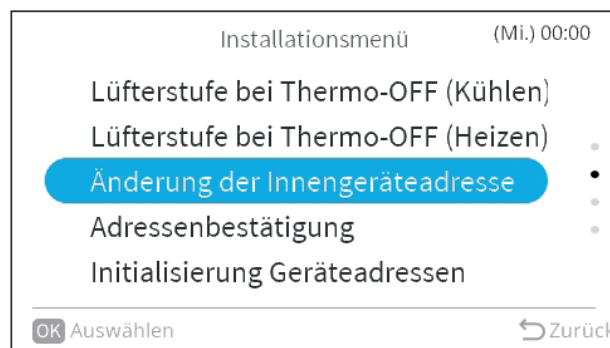 Installationsmenü (Mi.) 00:00
Lüfterstufe bei Thermo-OFF (Kühlen)
Lüfterstufe bei Thermo-OFF (Heizen)
Änderung der Innengeräteadresse
Adressenbestätigung
Initialisierung Geräteadressen
OK Auswählen Zurück